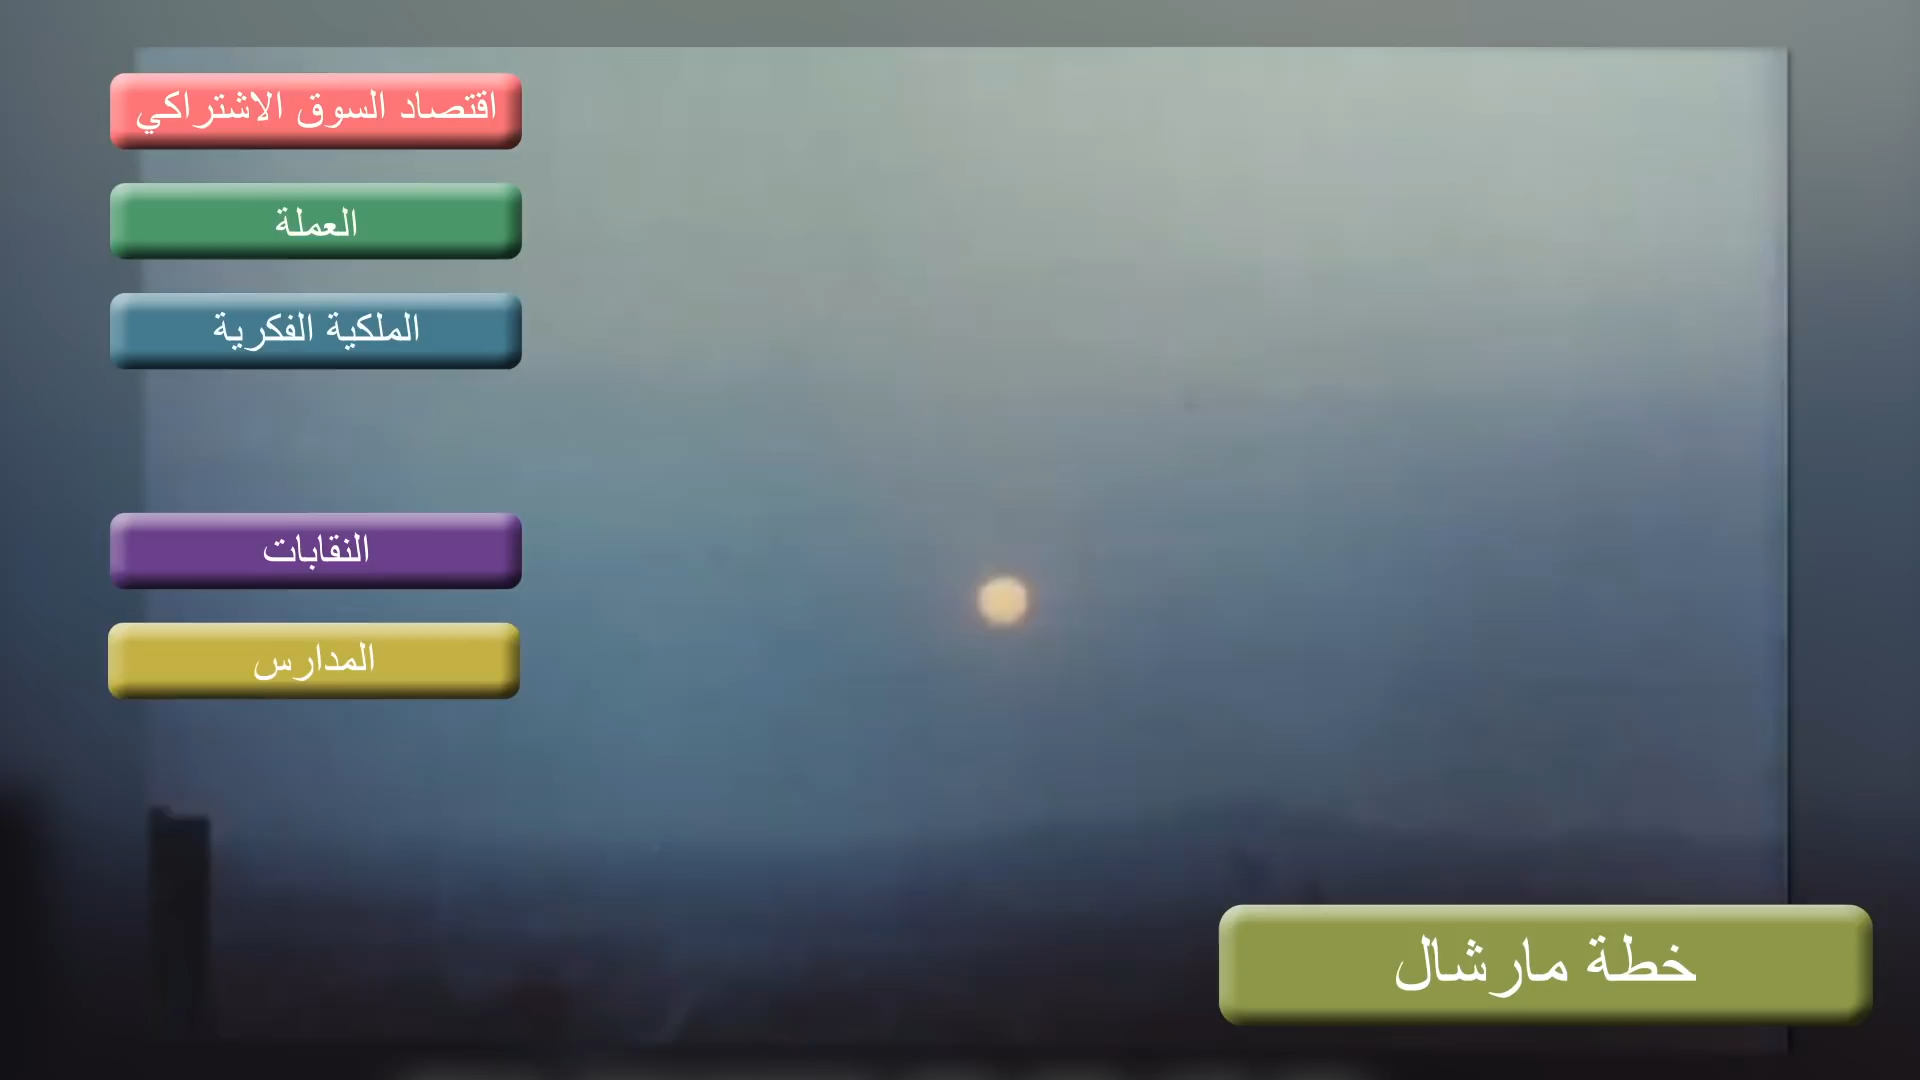 اقتصاد السوق الاشتراكي
العملة
الملكية الفكرية
النقابات
المدارس
خطة مارشال